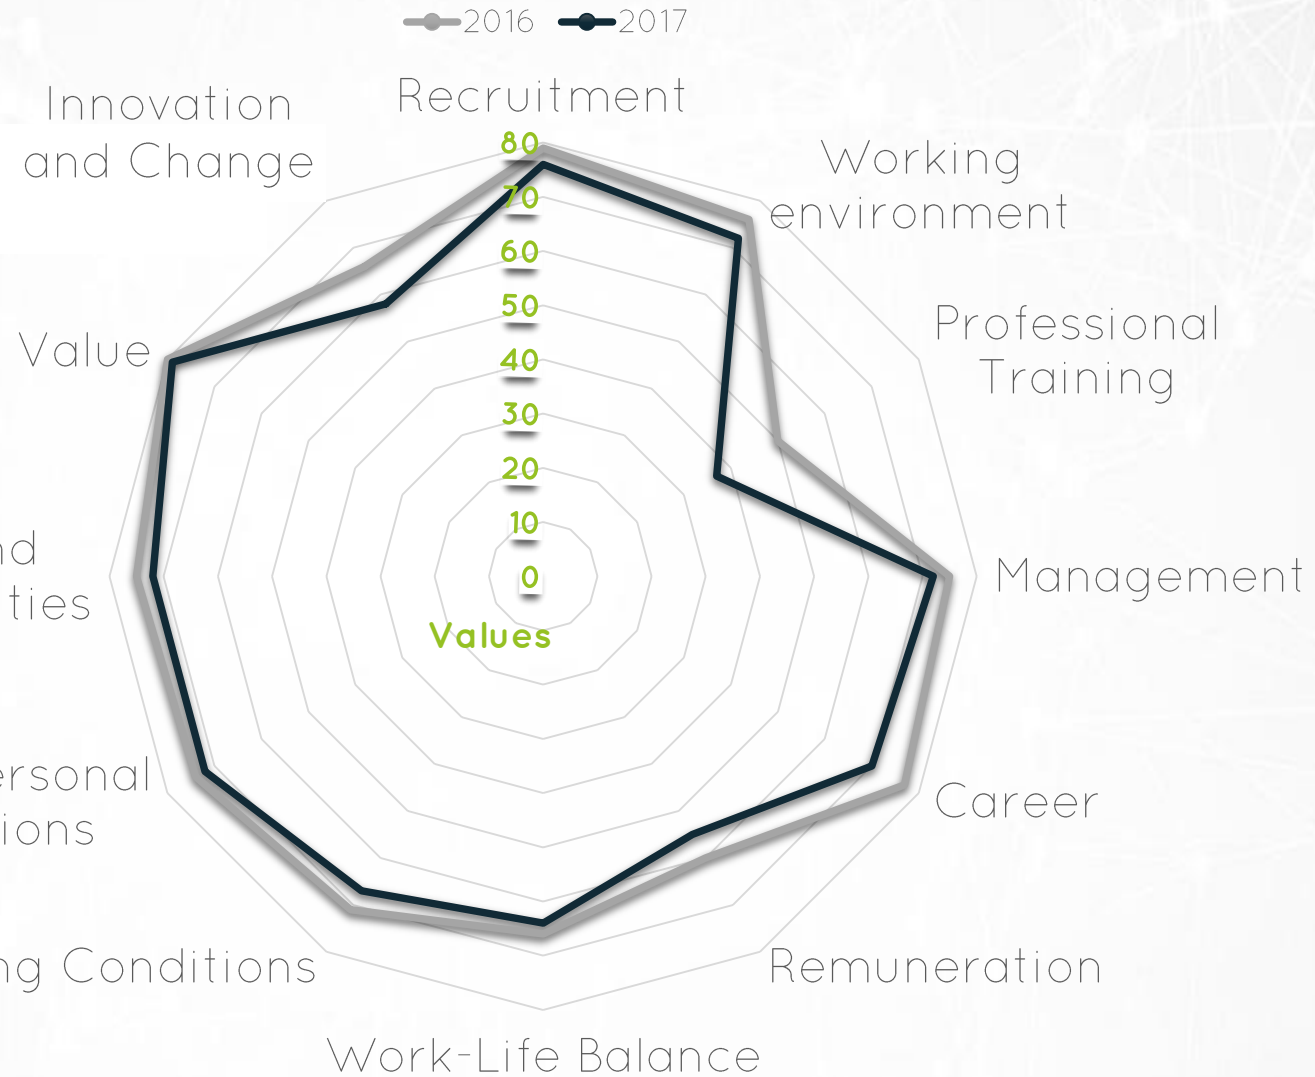 2016 2017
Recruitment
Innovation
and Change
Working
environment
Professional
Training
Value
Management
Career
Remuneration
Work-Life Balance
Conditions
80
70
60
50
40
30
20
10
0
Values